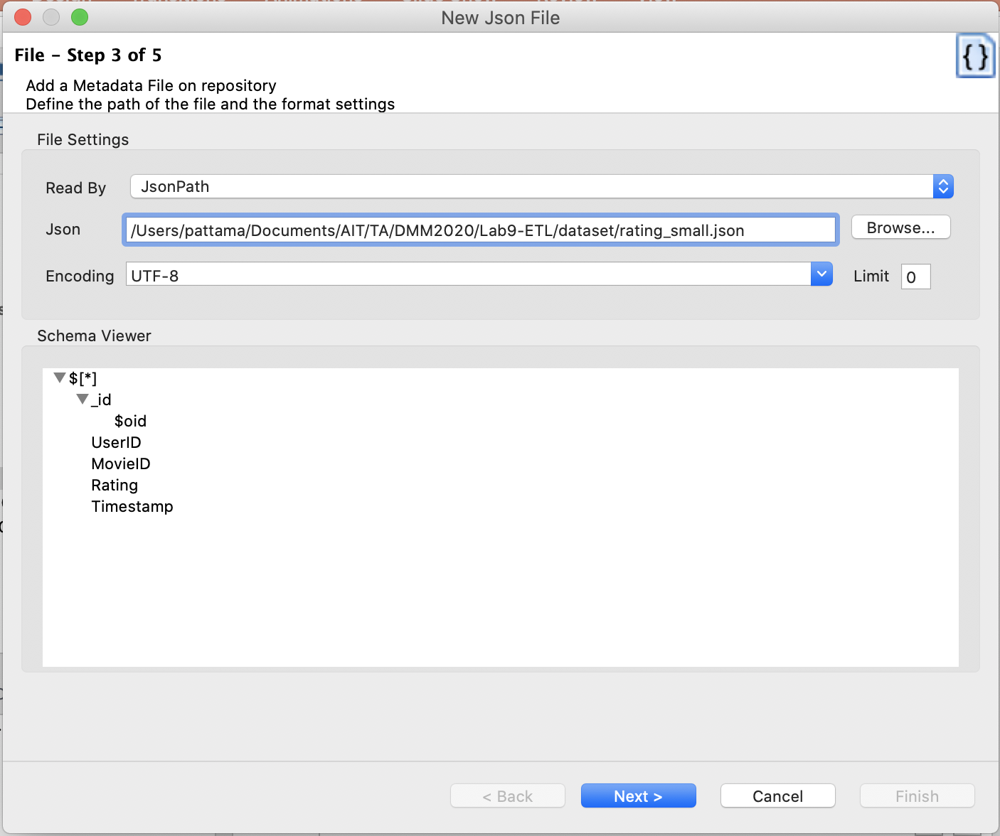 New Json File
File – Step 3 of 5
{}
Add a Metadata File on repository
Define the path of the file and the format settings
File Settings
Read By JsonPath
Json /Users/pattama/Documents/AIT/TA/DMM2020/Lab9-ETL/dataset/rating_small.json Browse...
Encoding UTF-8 Limit 0
Schema Viewer
$[*]
_id
$oid
UserID
MovieID
Rating
Timestamp
< Back Next > Cancel Finish